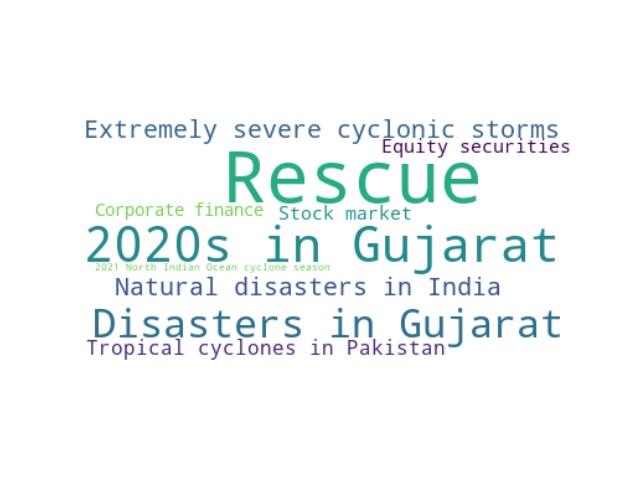 Extremely severe cyclonic storms
Equity securities
Rescue
Corporate finance
Stock market
2020s in Gujarat
2021 North Indian Ocean cyclone season
Natural disasters in India
Disasters in Gujarat
Tropical cyclones in Pakistan